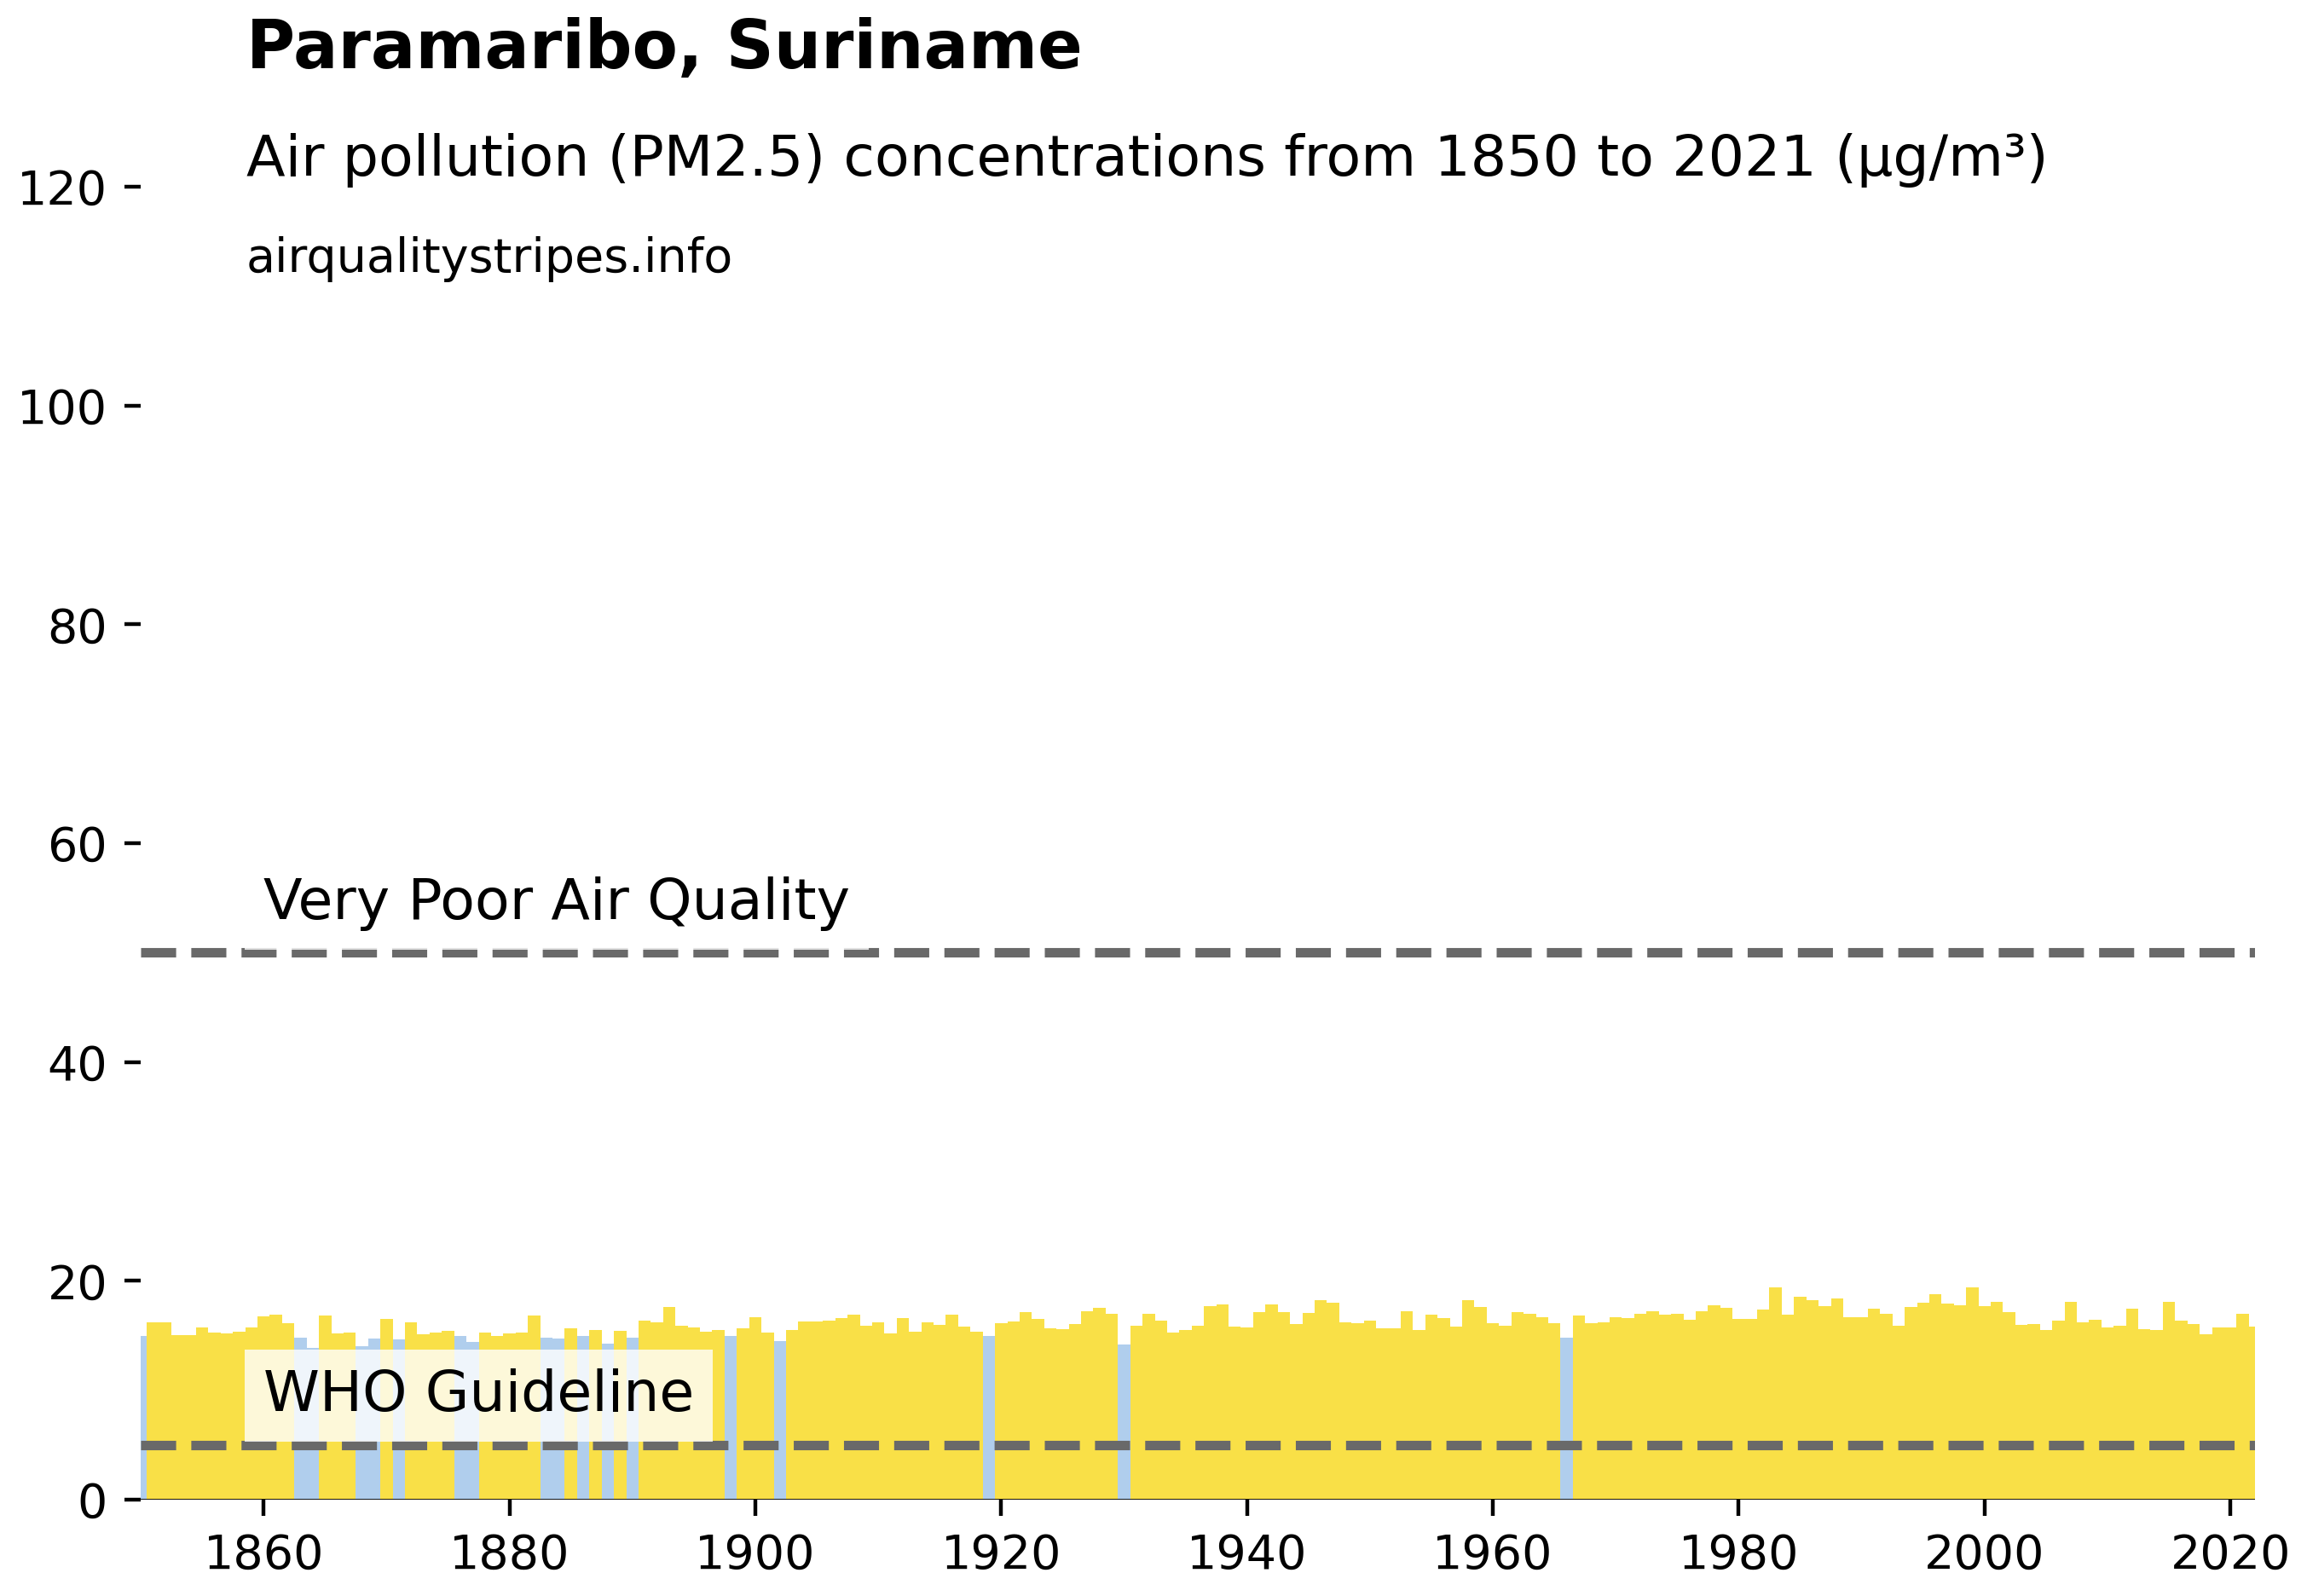 Paramaribo, Suriname
Air pollution (PM2.5) concentrations from 1850 to 2021 (µg/m³)
airqualitystripes.info
120
100
80
60
Very Poor Air Quality
40
20
WHO Guideline
0
1860 1880 1900 1920 1940 1960 1980 2000 2020